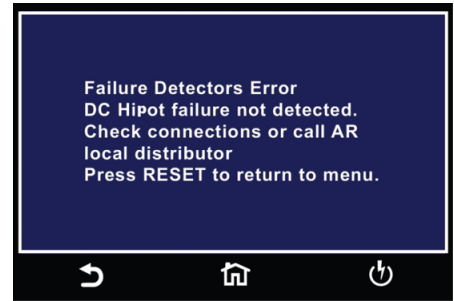 Failure Detectors Error
DC Hipot failure not detected.
Check connections or call AR
local distributor
Press RESET to return to menu.